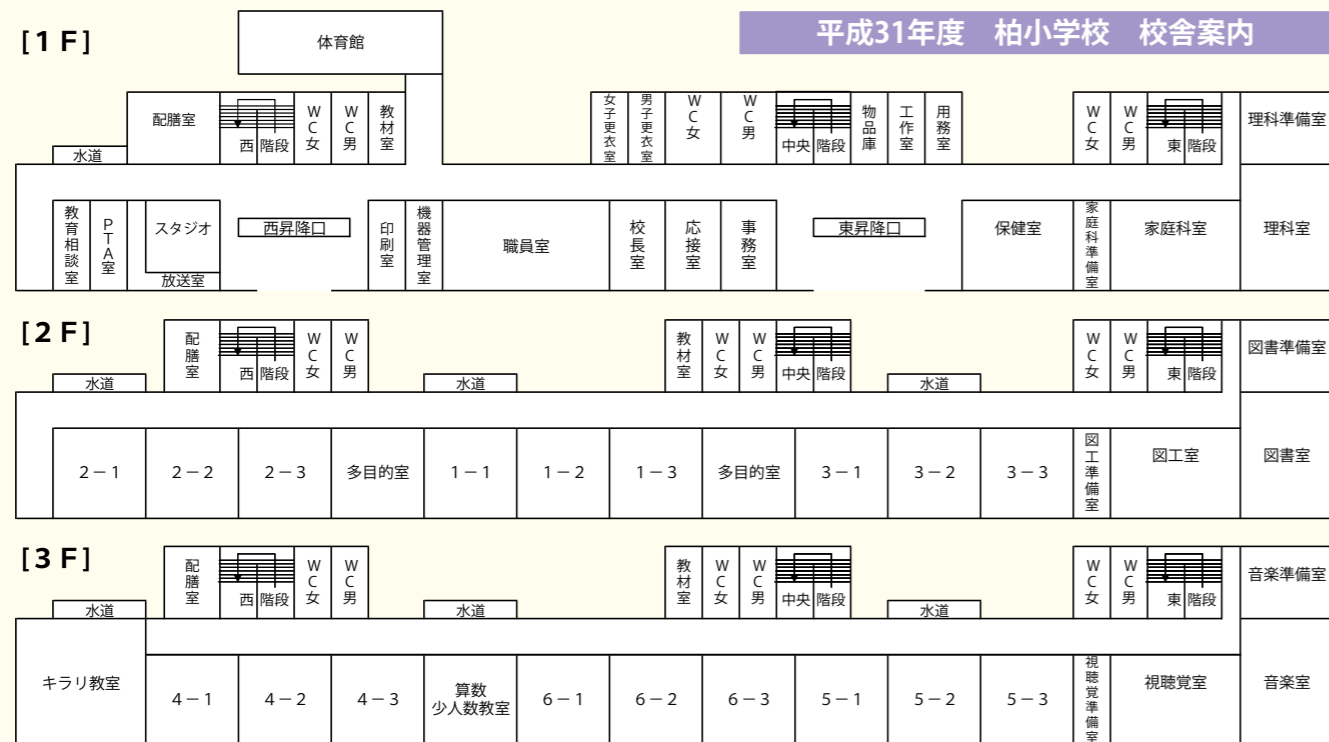 平成31年度 柏小学校 校舎案内
[1F]
体育館
配膳室
西 階段
WC女
WC男
教材室
女子更衣室
男子更衣室
WC女
WC男
中央 階段
物品庫
工作室
用務室
WC女
WC男
東 階段
理科準備室
水道
教育相談室
PTA室
スタジオ
放送室
西昇降口
印刷室
機器管理室
職員室
校長室
応接室
事務室
東昇降口
保健室
家庭科準備室
家庭科室
理科室
[2F]
配膳室
西 階段
WC女
WC男
教材室
WC女
WC男
中央 階段
WC女
WC男
東 階段
図書準備室
水道
水道
水道
2-1
2-2
2-3
多目的室
1-1
1-2
1-3
多目的室
3-1
3-2
3-3
図工準備室
図工室
図書室
[3F]
配膳室
西 階段
WC女
WC男
教材室
WC女
WC男
中央 階段
WC女
WC男
東 階段
音楽準備室
水道
水道
水道
キラリ教室
4-1
4-2
4-3
算数
少人数教室
6-1
6-2
6-3
5-1
5-2
5-3
視聴覚準備室
視聴覚室
音楽室